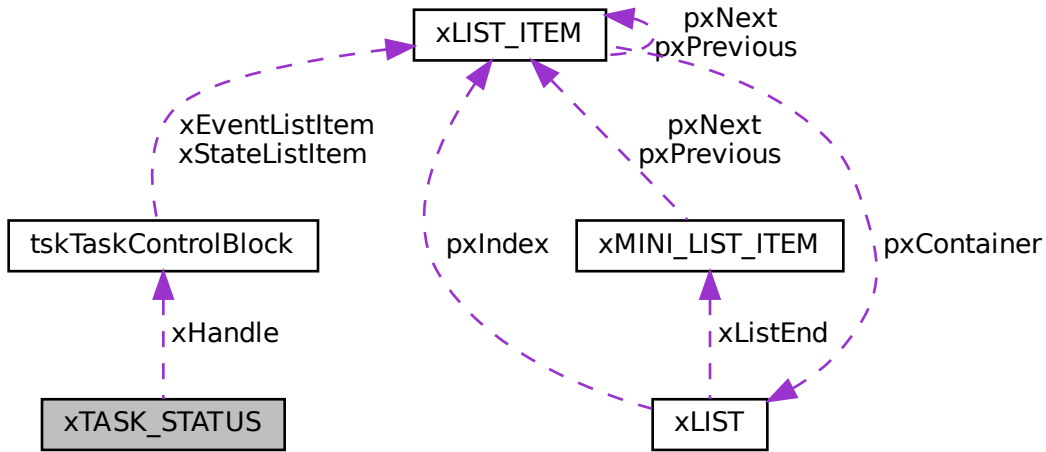 xLIST_ITEM
pxNext
pxPrevious
xEventListItem
xStateListItem
pxNext
pxPrevious
tskTaskControlBlock
pxIndex
xMINI_LIST_ITEM
pxContainer
xHandle
xListEnd
xTASK_STATUS
xLIST